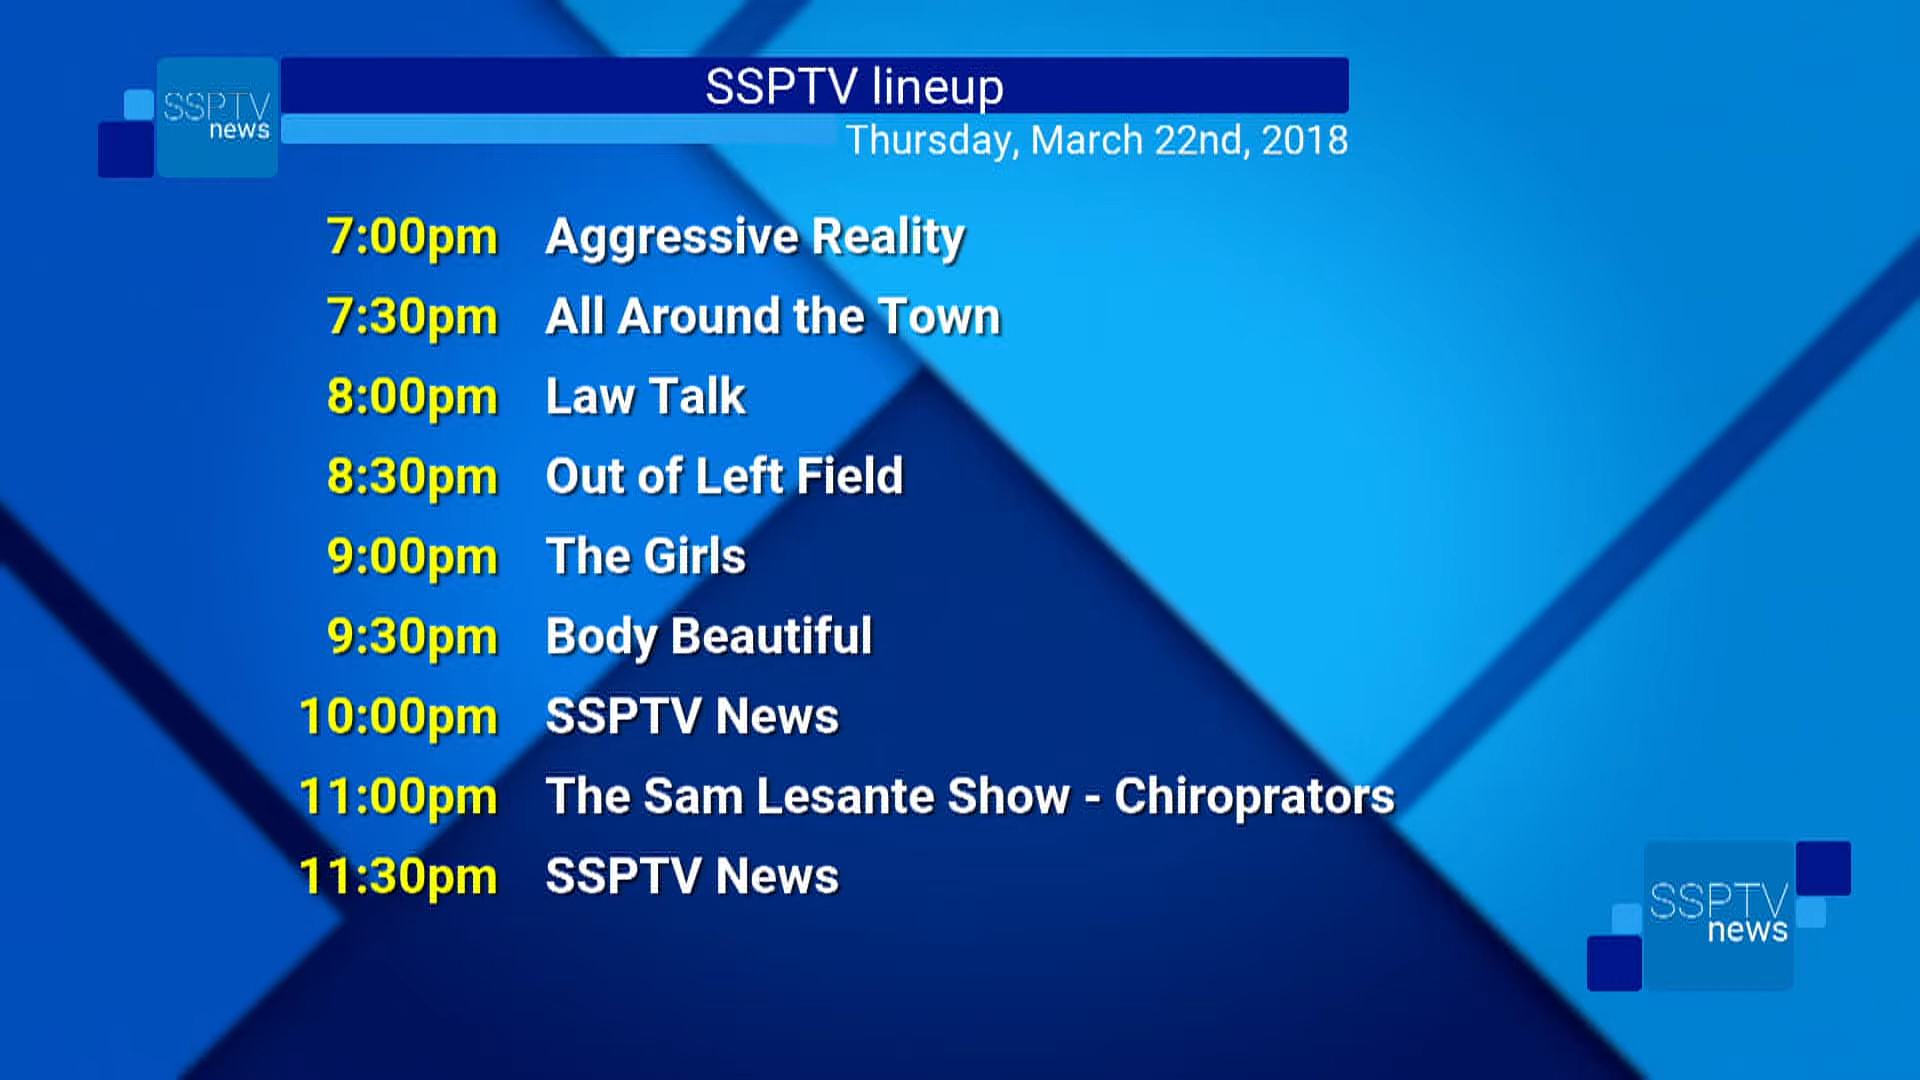 SSPTV lineup
SSPTV
news
Thursday, March 22nd, 2018
7:00pm Aggressive Reality
7:30pm All Around the Town
8:00pm Law Talk
8:30pm Out of Left Field
9:00pm The Girls
9:30pm Body Beautiful
10:00pm SSPTV News
11:00pm The Sam Lesante Show - Chiroprators
11:30pm SSPTV News
SSPTV
news